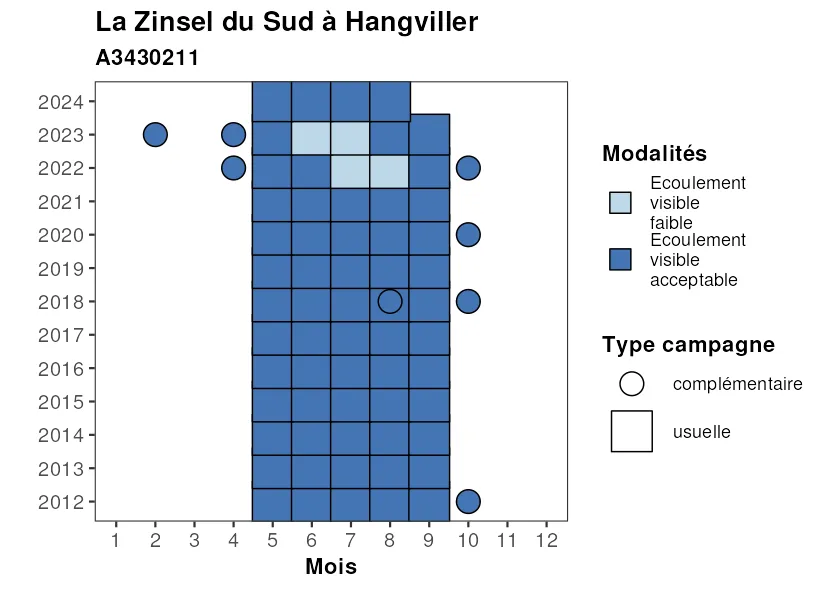 La Zinsel du Sud à Hangviller
A3430211
2024
2023
2022
2021
2020
2019
2018
2017
2016
2015
2014
2013
2012
1 2 3 4 5 6 7 8 9 10 11 12
Mois
Modalités
Ecoulement
visible
faible
Ecoulement
visible
acceptable
Type campagne
complémentaire
usuelle